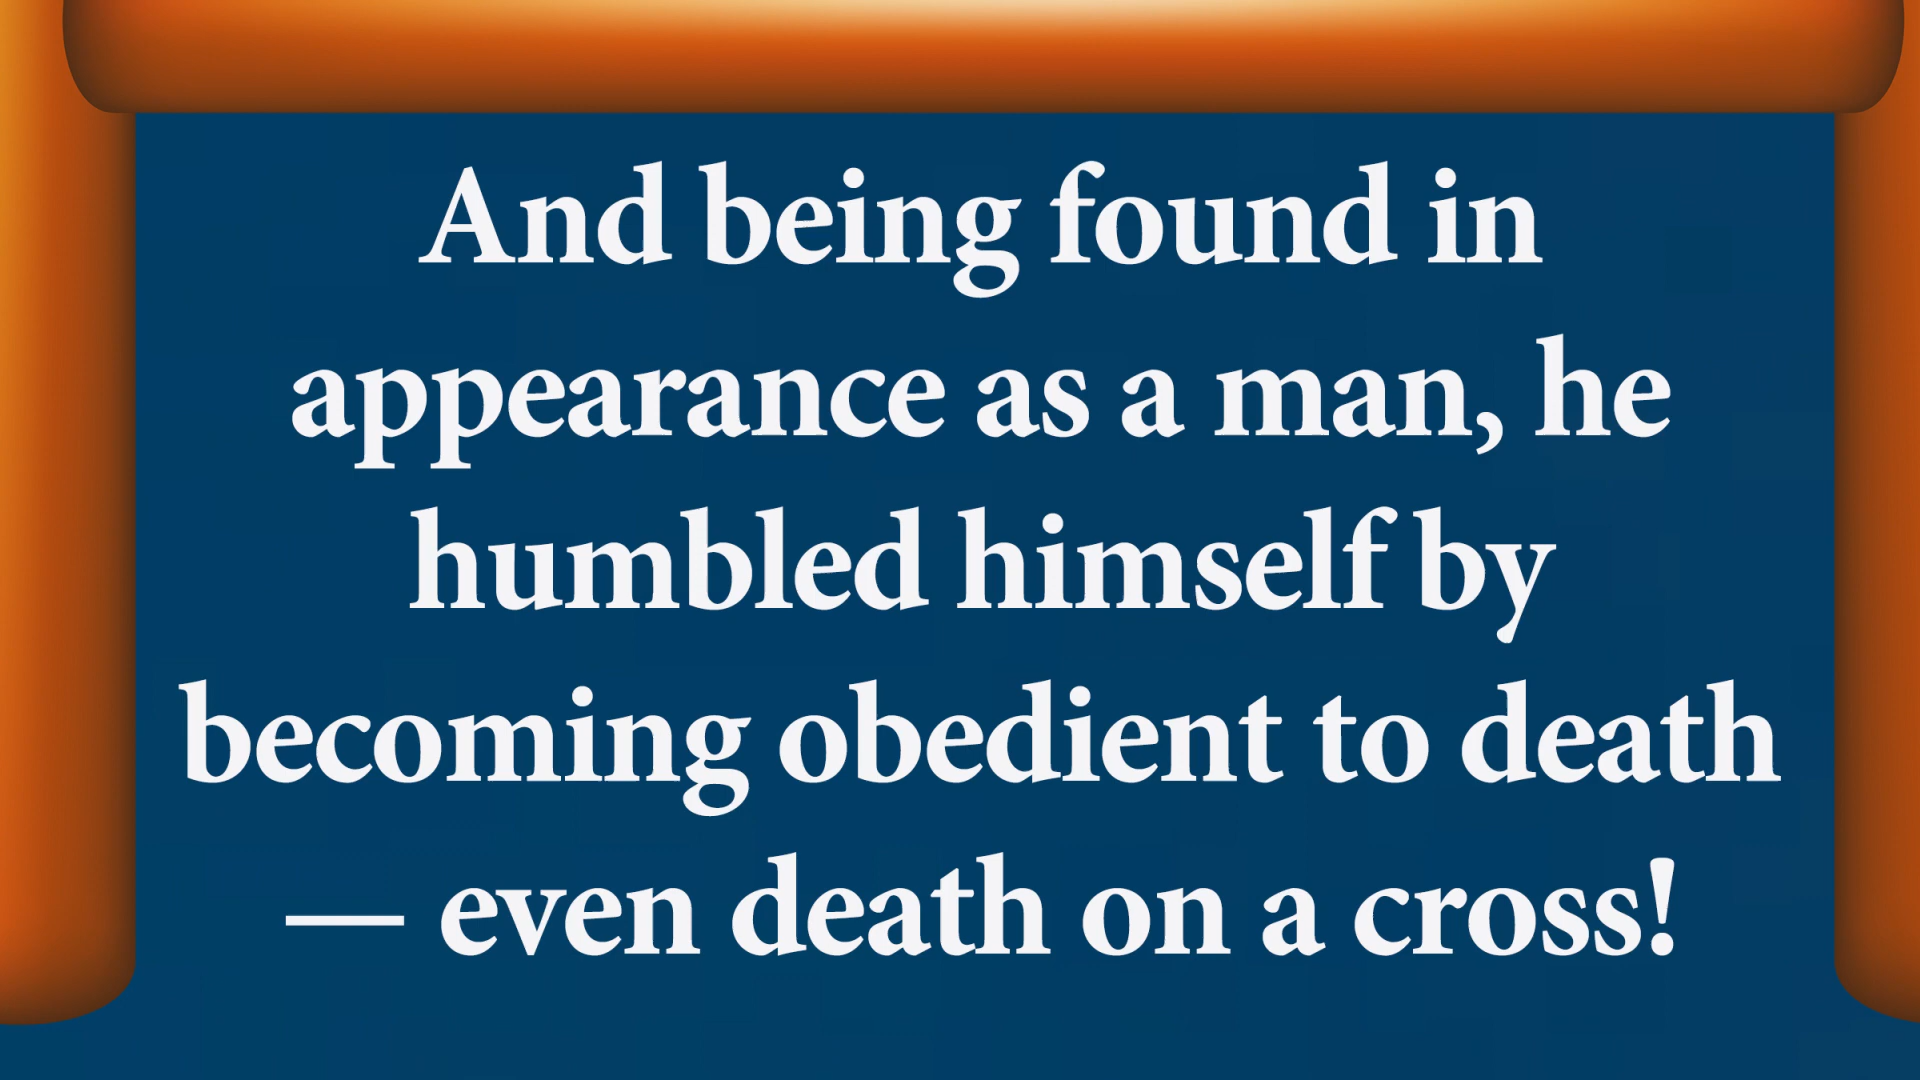 And being found in
appearance as a man, he
humbled himself by
becoming obedient to death
— even death on a cross!